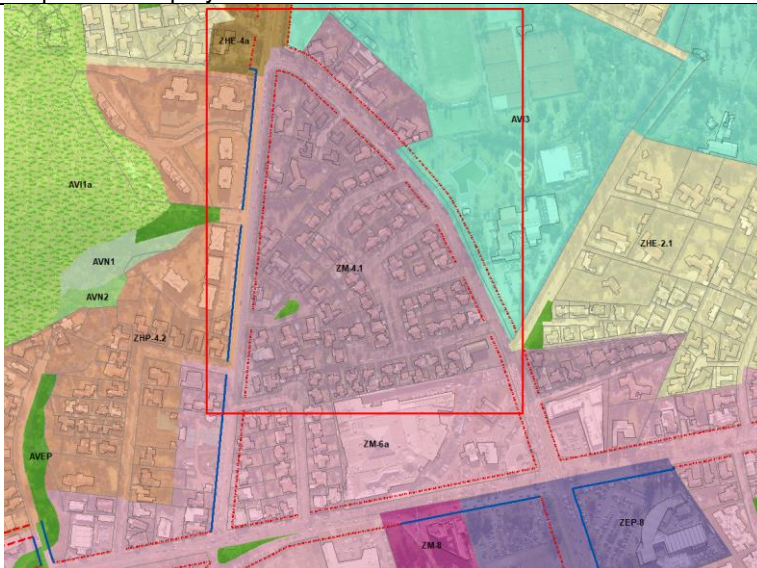 ZHE-4a
AVI3
AVI1a
ZHE-2.1
AVN1
ZM-4.1
AVN2
ZHP-4.2
ZM-6a
AVEP
ZEP-8
ZM-8